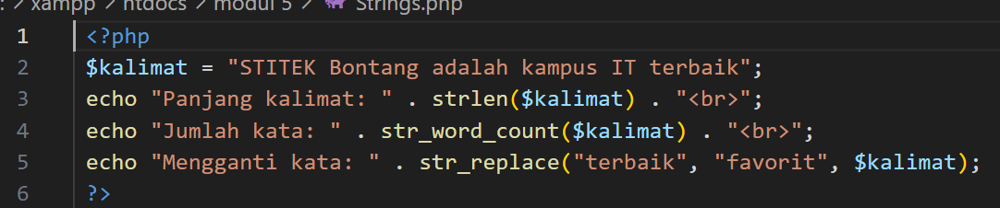 : > xampp > htdocs > modul 5 > Strings.php
1 <?php
2 $kalimat = "STITEK Bontang adalah kampus IT terbaik";
3 echo "Panjang kalimat: " . strlen($kalimat) . "<br>";
4 echo "Jumlah kata: " . str_word_count($kalimat) . "<br>";
5 echo "Mengganti kata: " . str_replace("terbaik", "favorit", $kalimat);
6 ?>